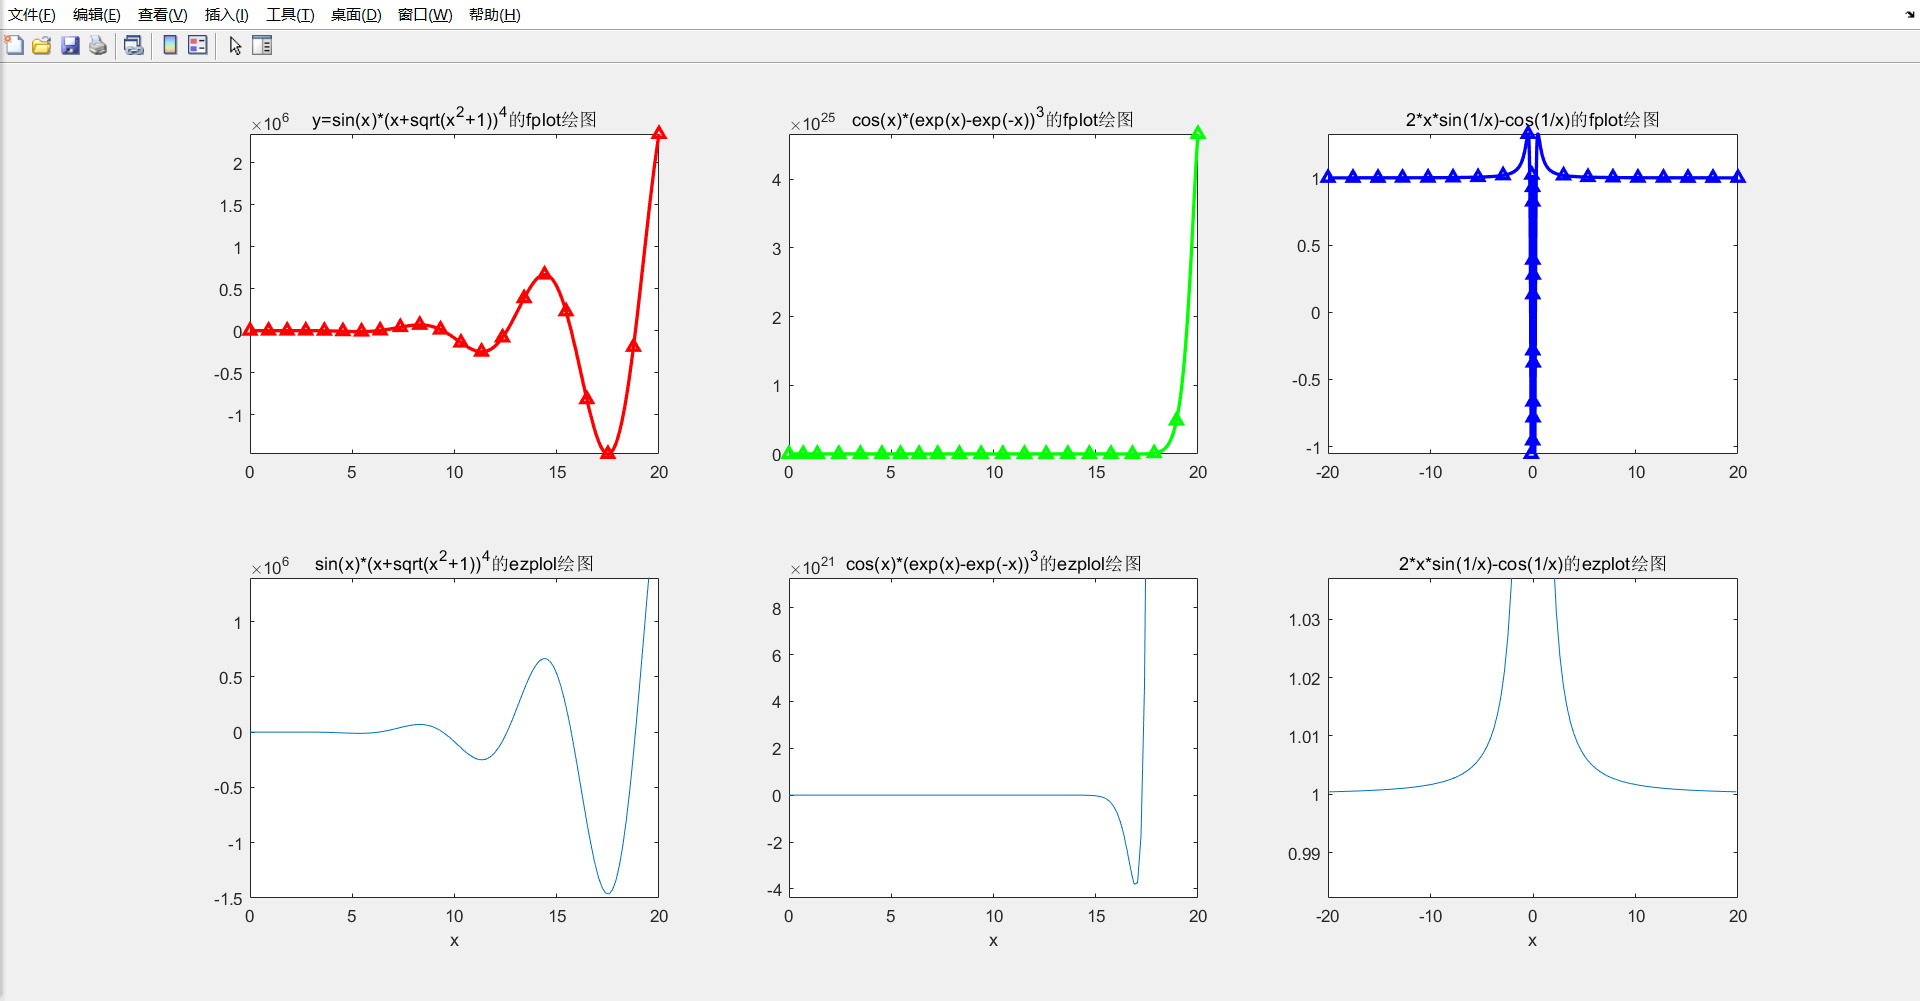 文件(F) 编辑(E) 查看(V) 插入(I) 工具(T) 桌面(D) 窗口(W) 帮助(H)
×10^6 y=sin(x)*(x+sqrt(x^2+1))^4的fplot绘图
2
1.5
1
0.5
0
-0.5
-1
0 5 10 15 20
×10^25 cos(x)*(exp(x)-exp(-x))^3的fplot绘图
4
3
2
1
0
0 5 10 15 20
2*x*sin(1/x)-cos(1/x)的fplot绘图
1
0.5
0
-0.5
-1
-20 -10 0 10 20
×10^6 sin(x)*(x+sqrt(x^2+1))^4的ezplol绘图
1
0.5
0
-0.5
-1
-1.5
0 5 10 15 20
x
×10^21 cos(x)*(exp(x)-exp(-x))^3的ezplol绘图
8
6
4
2
0
-2
-4
0 5 10 15 20
x
2*x*sin(1/x)-cos(1/x)的ezplot绘图
1.03
1.02
1.01
1
0.99
-20 -10 0 10 20
x